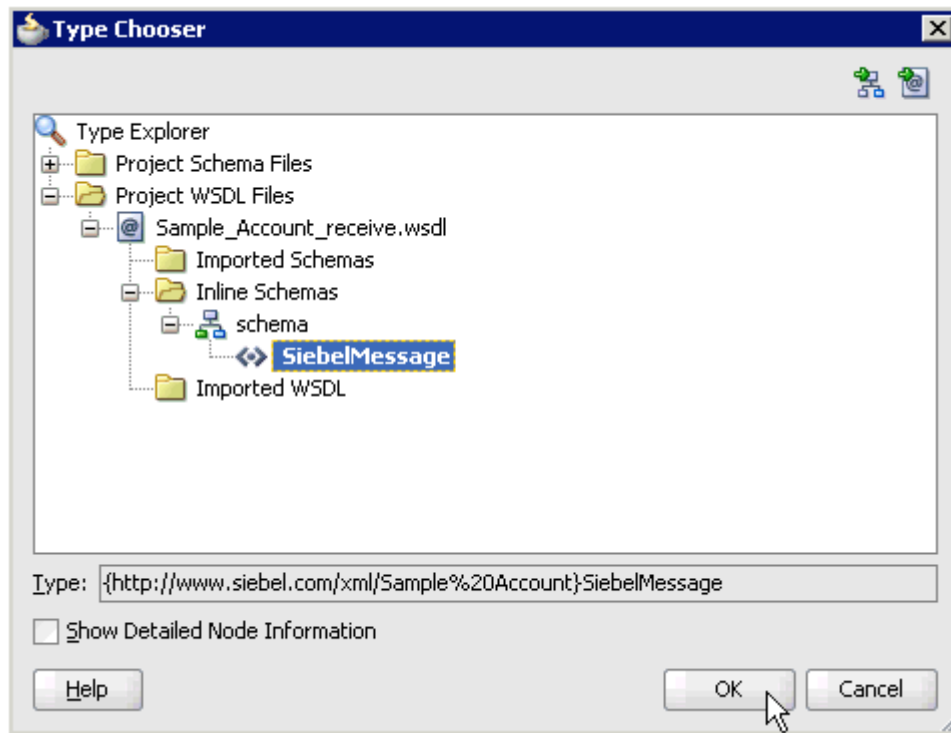 Type Chooser
Type Explorer
Project Schema Files
Project WSDL Files
Sample_Account_receive.wsdl
Imported Schemas
Inline Schemas
schema
SiebelMessage
Imported WSDL
Type: {http://www.siebel.com/xml/Sample%20Account}SiebelMessage
Show Detailed Node Information
Help OK Cancel